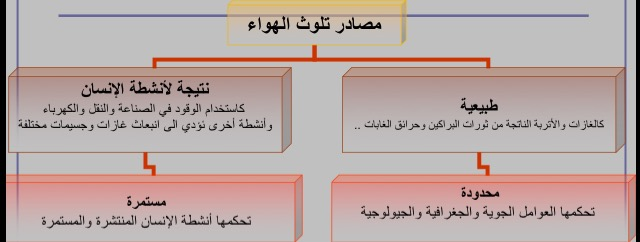 مصادر تلوث الهواء
طبيعية
كالغازات والأتربة الناتجة من ثورات البراكين وحرائق الغابات ..
نتيجة لأنشطة الإنسان
كاستخدام الوقود في الصناعة والنقل والكهرباء
وأنشطة أخرى تؤدي الى انبعاث غازات وجسيمات مختلفة
محدودة
تحكمها العوامل الجوية والجغرافية والجيولوجية
مستمرة
تحكمها أنشطة الإنسان المنتشرة والمستمرة